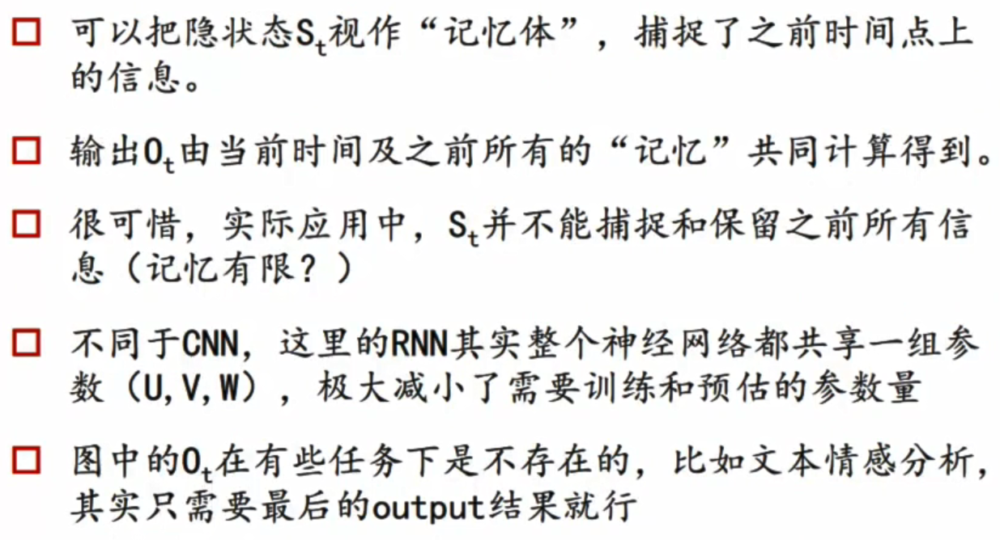 可以把隐状态Sₜ视作“记忆体”，捕捉了之前时间点上
的信息。
输出Oₜ由当前时间及之前所有的“记忆”共同计算得到。
很可惜，实际应用中，Sₜ并不能捕捉和保留之前所有信
息（记忆有限？）
不同于CNN，这里的RNN其实整个神经网络都共享一组参
数（U,V,W），极大减小了需要训练和预估的参数量
图中的Oₜ在有些任务下是不存在的，比如文本情感分析，
其实只需要最后的output结果就行